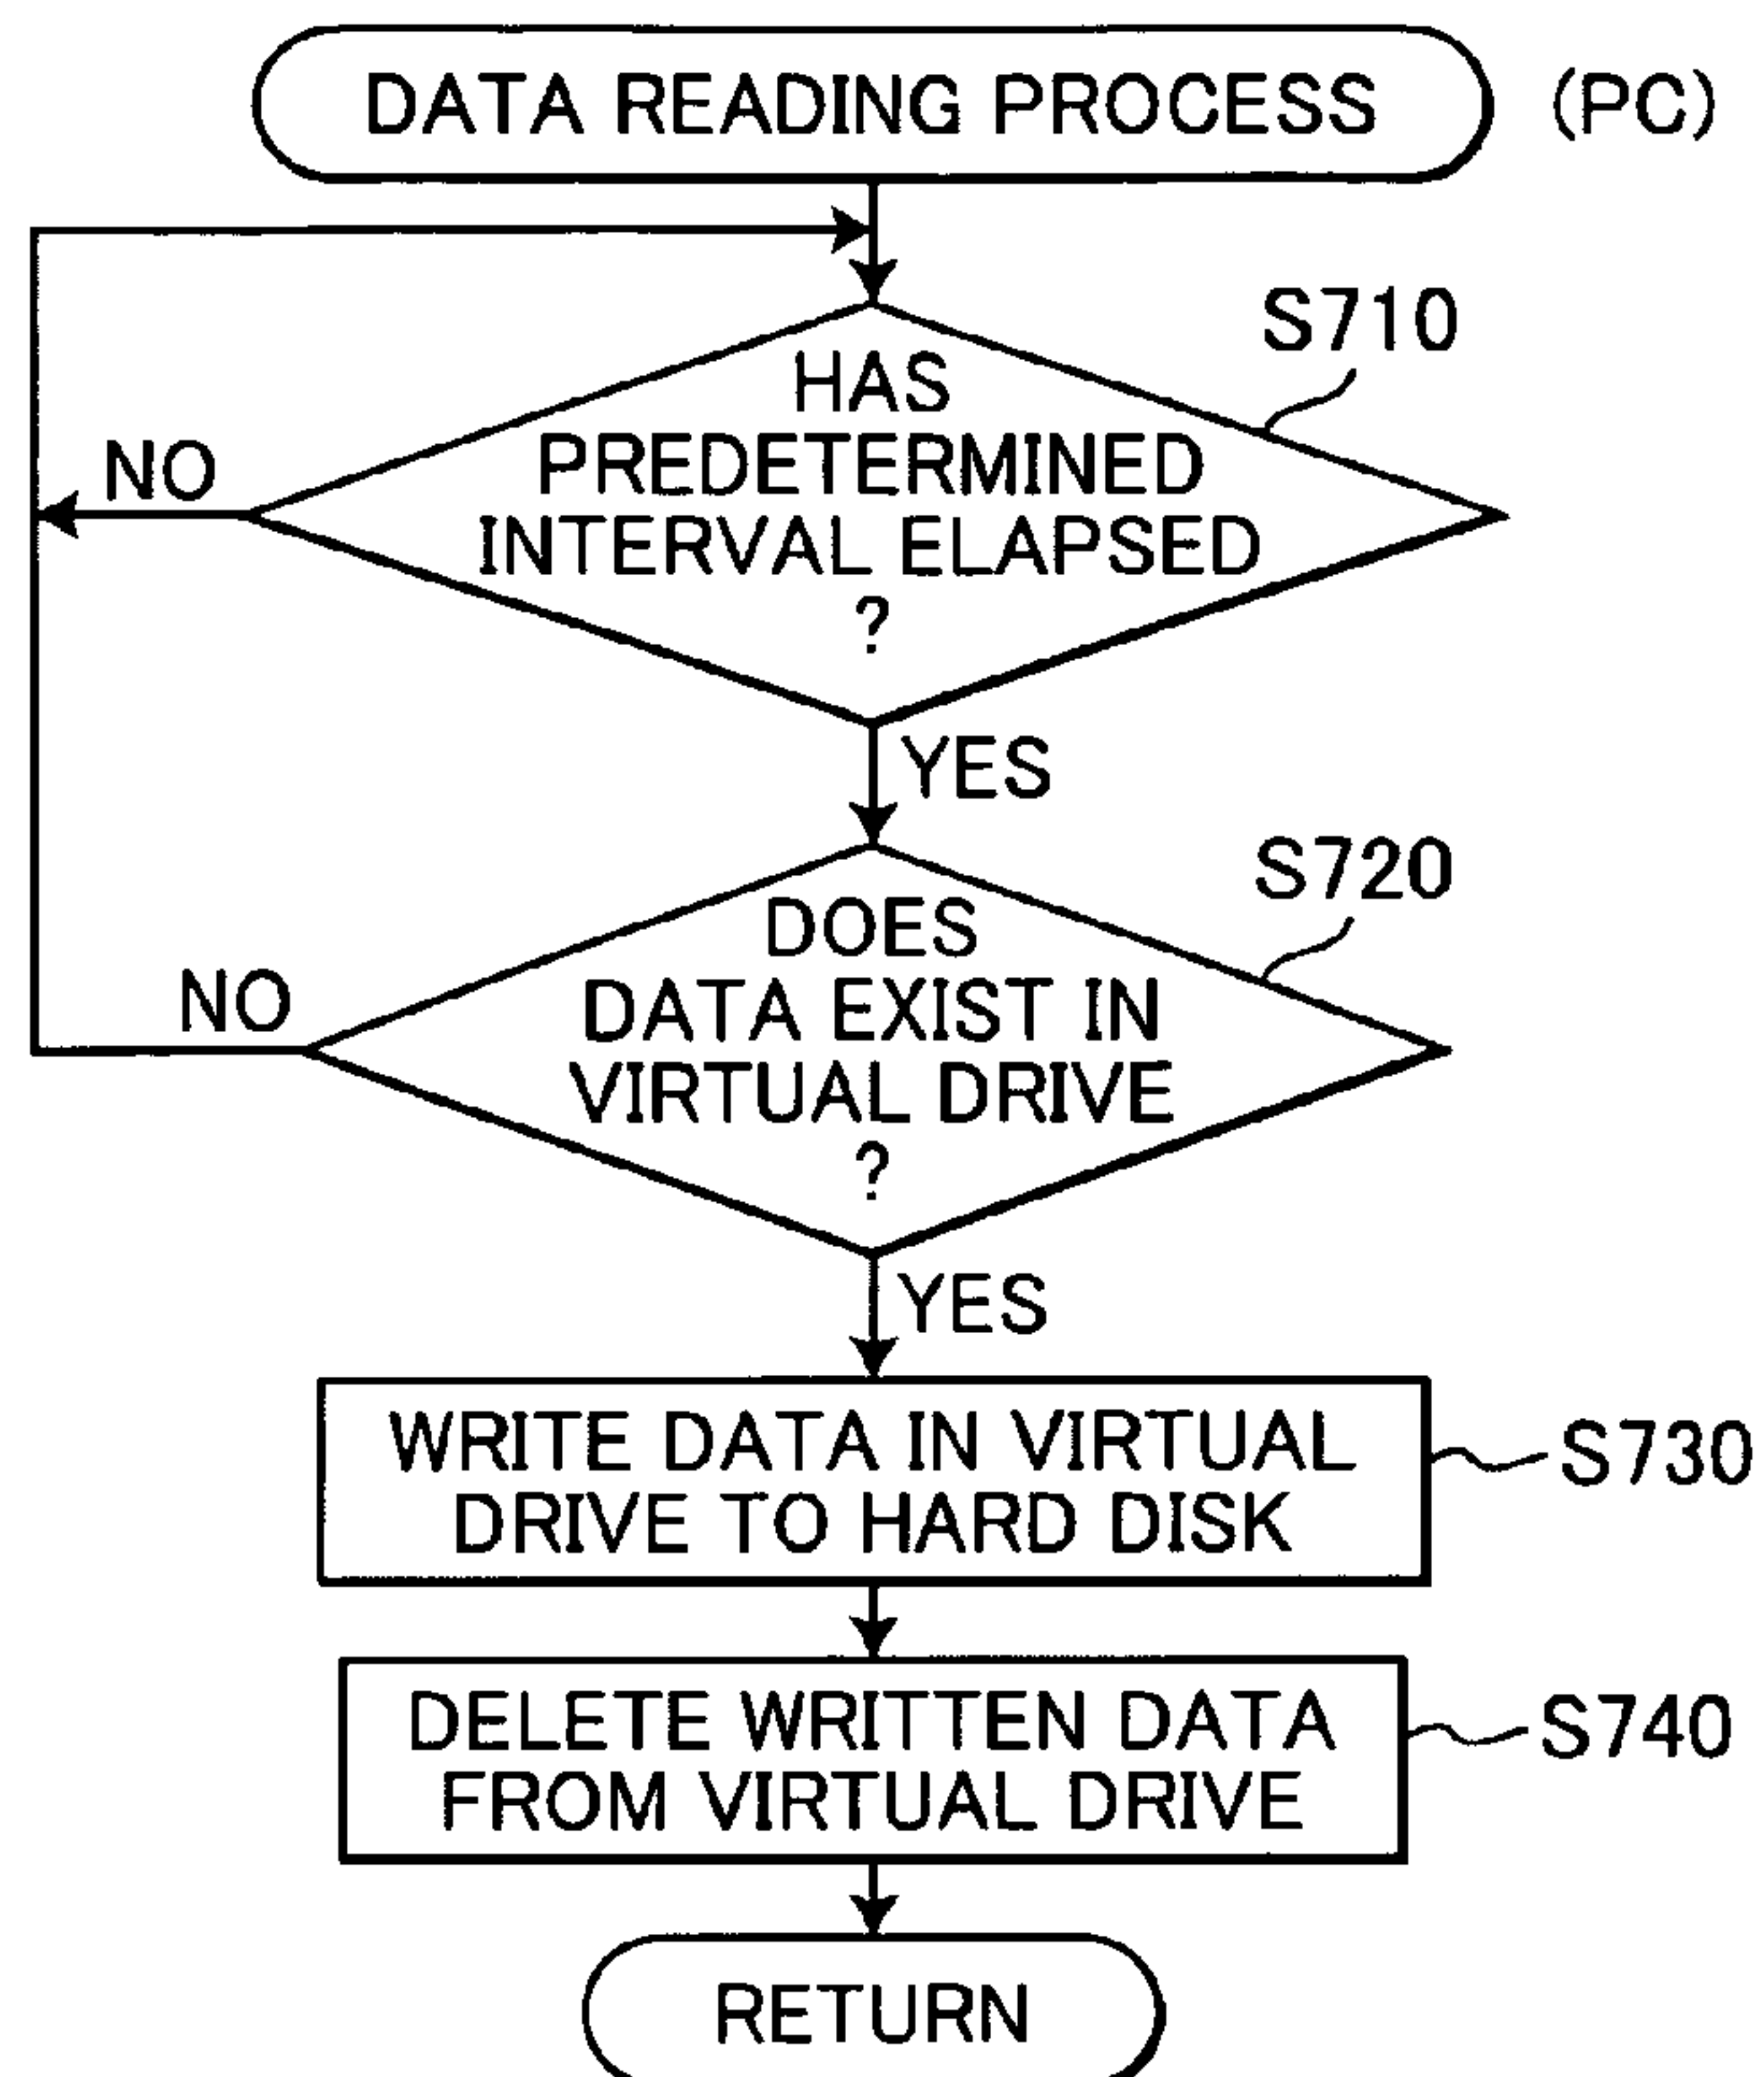 DATA READING PROCESS
(PC)
S710
HAS
PREDETERMINED
INTERVAL ELAPSED
?
NO
YES
S720
DOES
DATA EXIST IN
VIRTUAL DRIVE
?
NO
YES
WRITE DATA IN VIRTUAL
DRIVE TO HARD DISK
S730
DELETE WRITTEN DATA
FROM VIRTUAL DRIVE
S740
RETURN